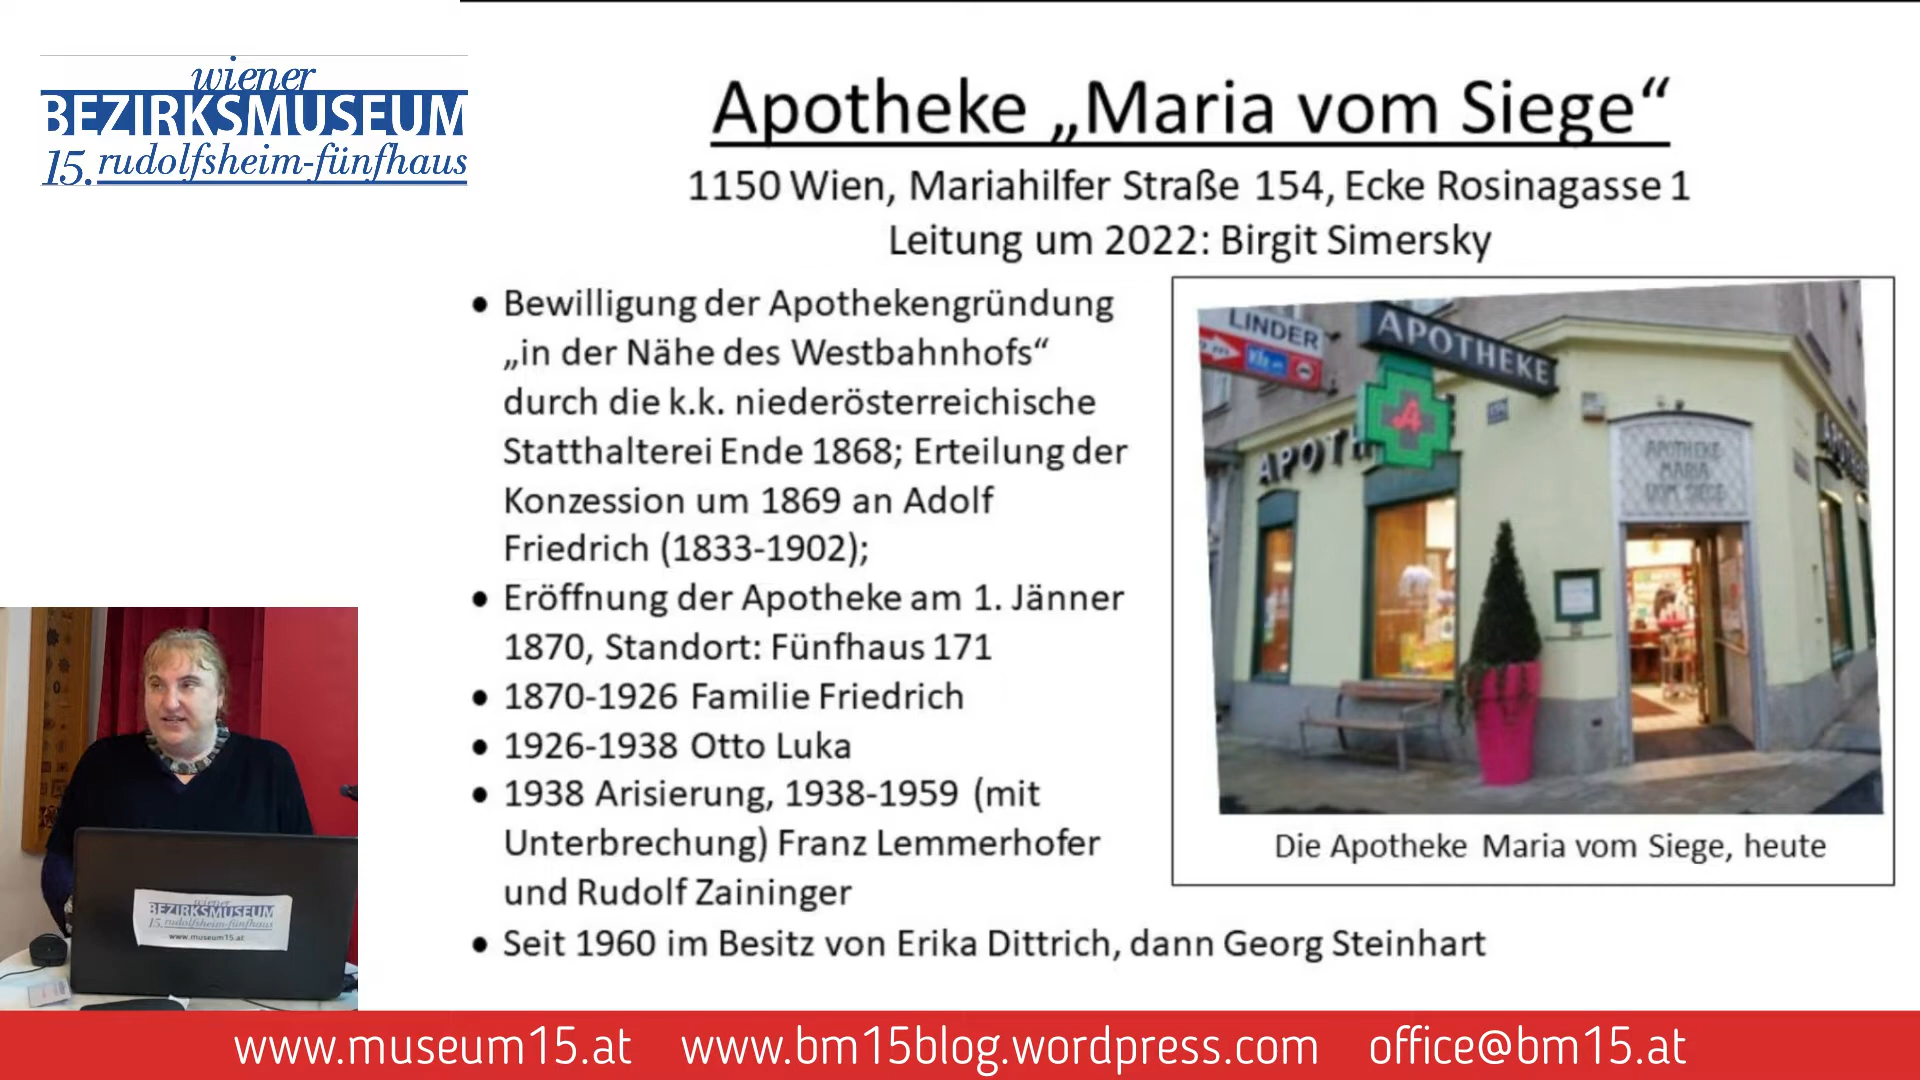 wiener
BEZIRKSMUSEUM
15. rudolfsheim-fünfhaus
Apotheke „Maria vom Siege“
1150 Wien, Mariahilfer Straße 154, Ecke Rosinagasse 1
Leitung um 2022: Birgit Simersky
• Bewilligung der Apothekengründung
„in der Nähe des Westbahnhofs“
durch die k.k. niederösterreichische
Statthalterei Ende 1868; Erteilung der
Konzession um 1869 an Adolf
Friedrich (1833-1902);
• Eröffnung der Apotheke am 1. Jänner
1870, Standort: Fünfhaus 171
• 1870-1926 Familie Friedrich
• 1926-1938 Otto Luka
• 1938 Arisierung, 1938-1959 (mit
Unterbrechung) Franz Lemmerhofer
und Rudolf Zaininger
• Seit 1960 im Besitz von Erika Dittrich, dann Georg Steinhart
LINDER
APOTHEKE
A
APOTH
APOTHEKE
MARIA
VOM SIEGE
Die Apotheke Maria vom Siege, heute
wiener
BEZIRKSMUSEUM
15. rudolfsheim-fünfhaus
www.museum15.at
www.museum15.at www.bm15blog.wordpress.com office@bm15.at